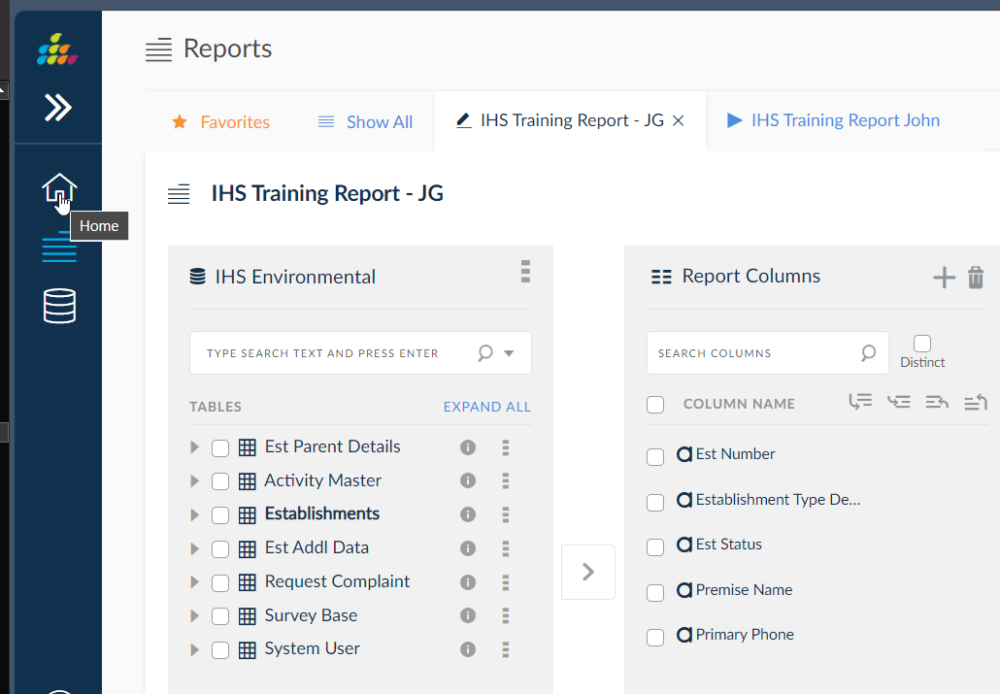 Reports
Favorites
Show All
IHS Training Report - JG
IHS Training Report John
IHS Training Report - JG
Home
IHS Environmental
Report Columns
TYPE SEARCH TEXT AND PRESS ENTER
SEARCH COLUMNS
Distinct
TABLES
EXPAND ALL
COLUMN NAME
Est Parent Details
Activity Master
Establishments
Est Addl Data
Request Complaint
Survey Base
System User
Est Number
Establishment Type De...
Est Status
Premise Name
Primary Phone